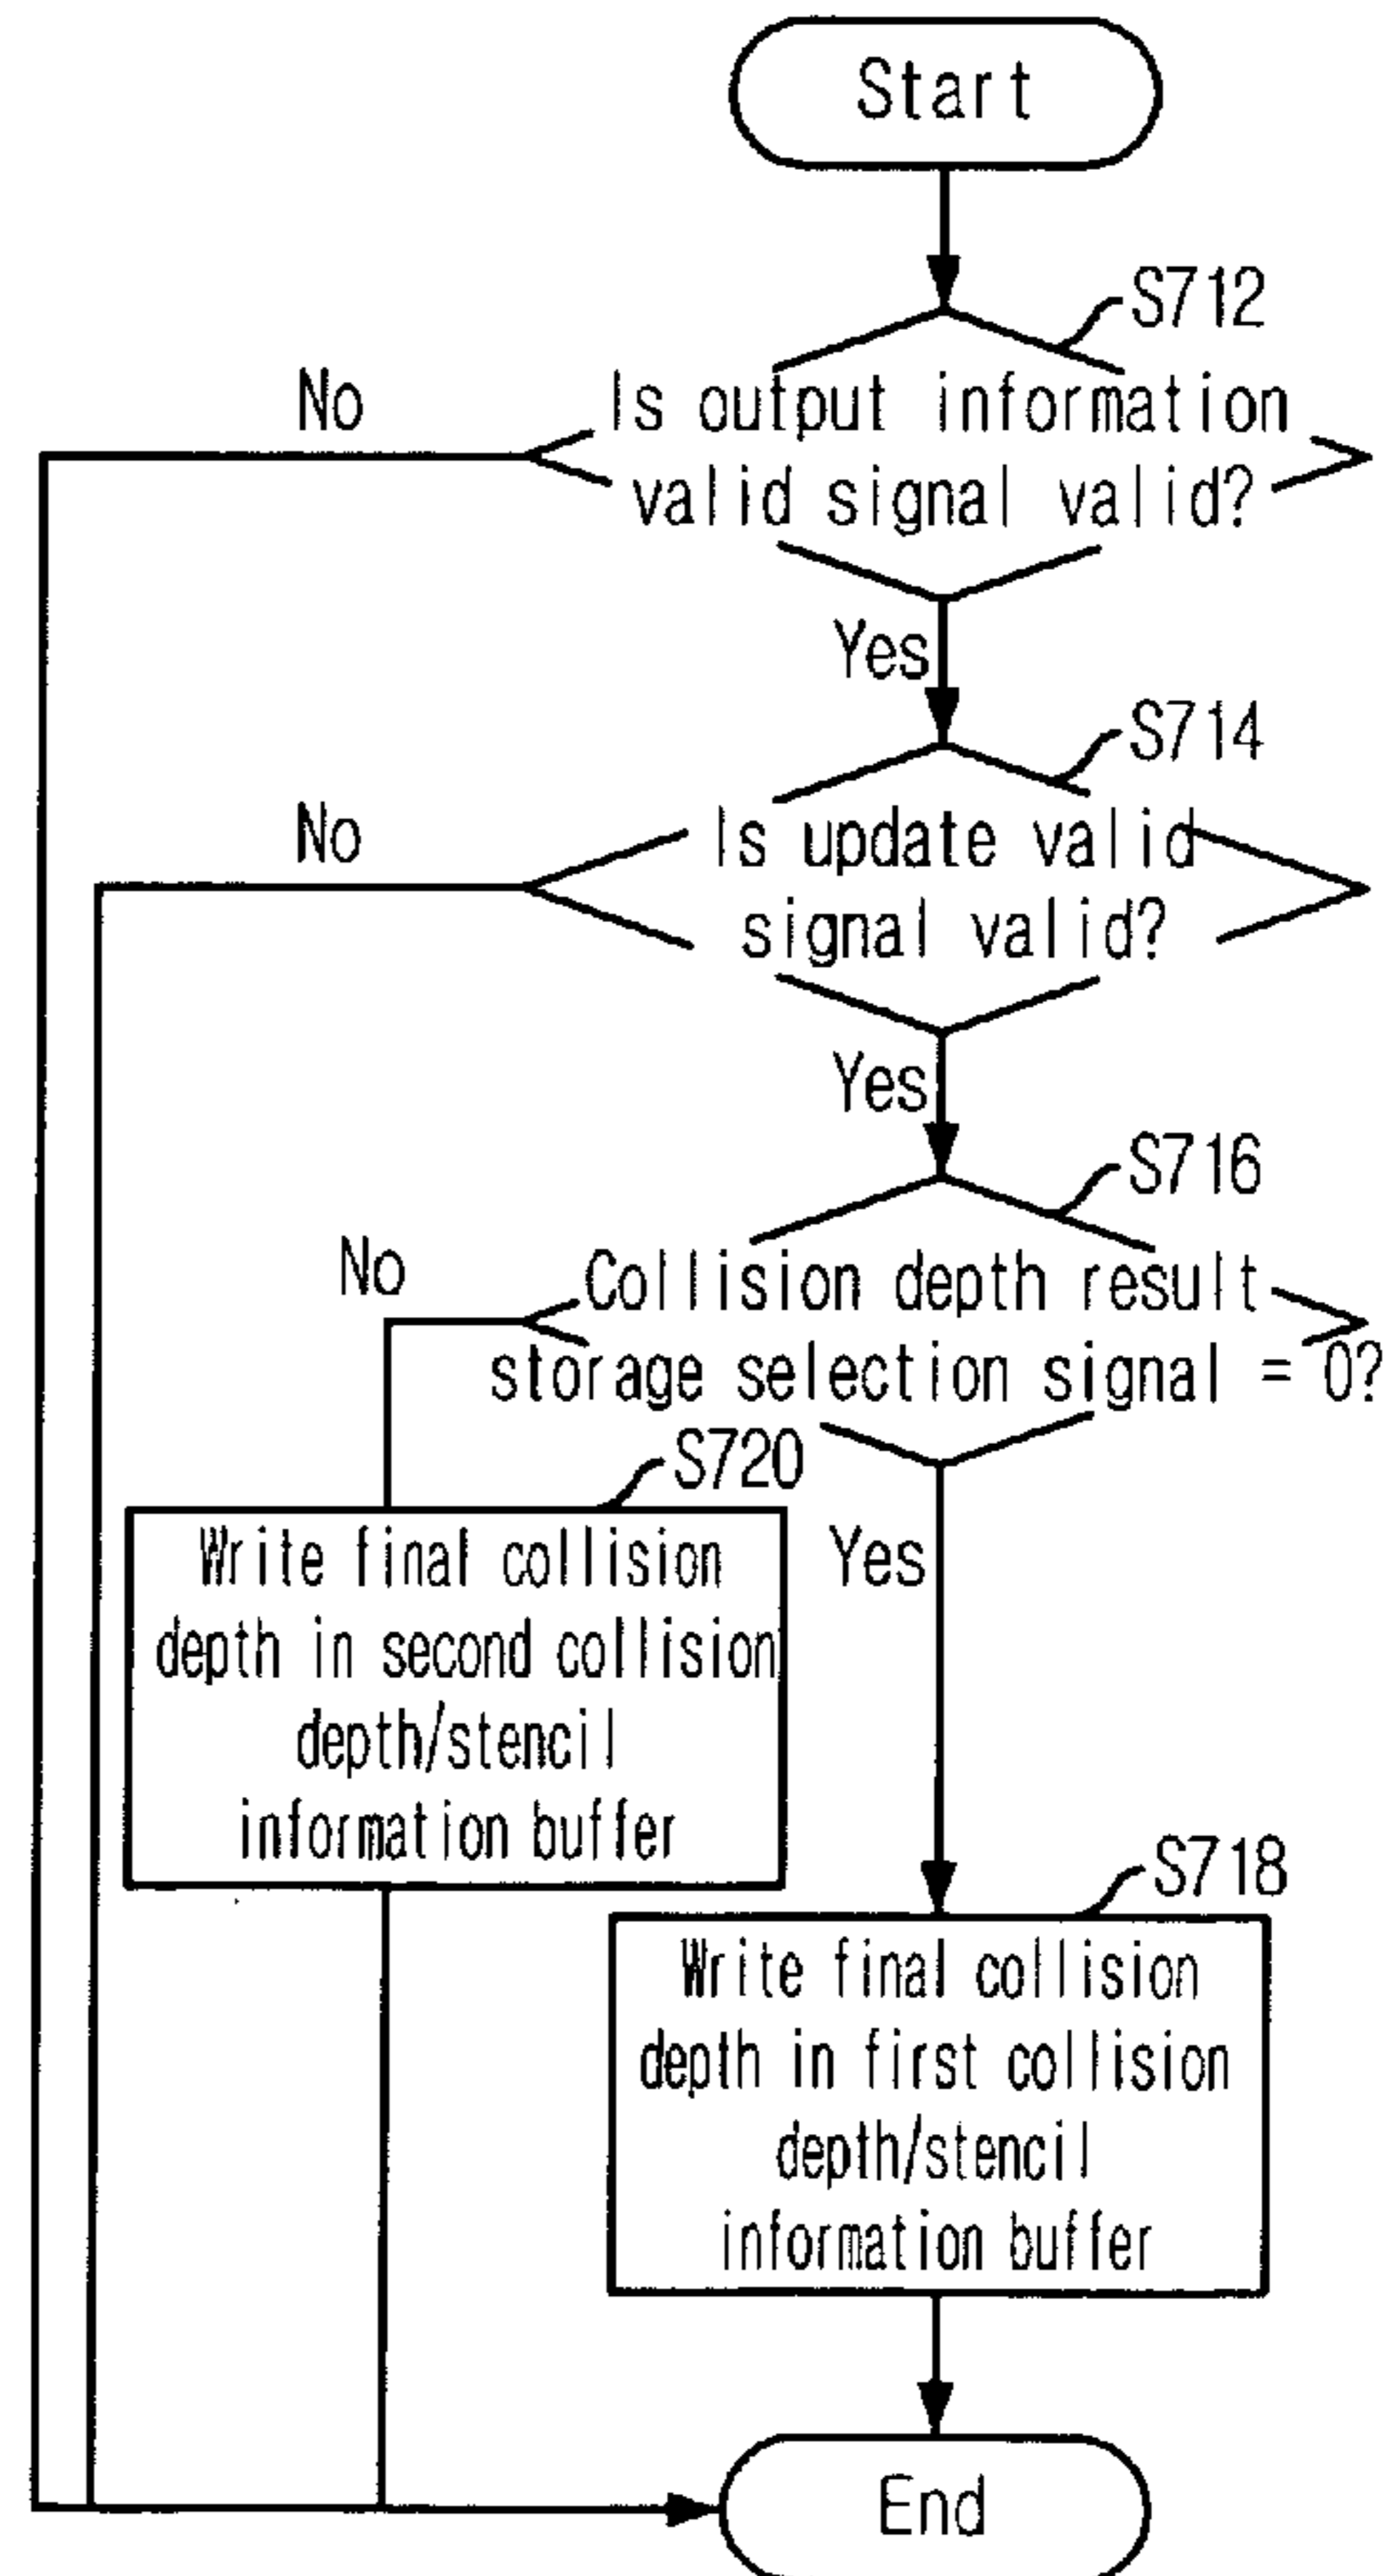 Start
S712
No
Is output information
valid signal valid?
Yes
S714
No
Is update valid
signal valid?
Yes
S716
No
Collision depth result
storage selection signal = 0?
S720
Write final collision
depth in second collision
depth/stencil
information buffer
Yes
S718
Write final collision
depth in first collision
depth/stencil
information buffer
End